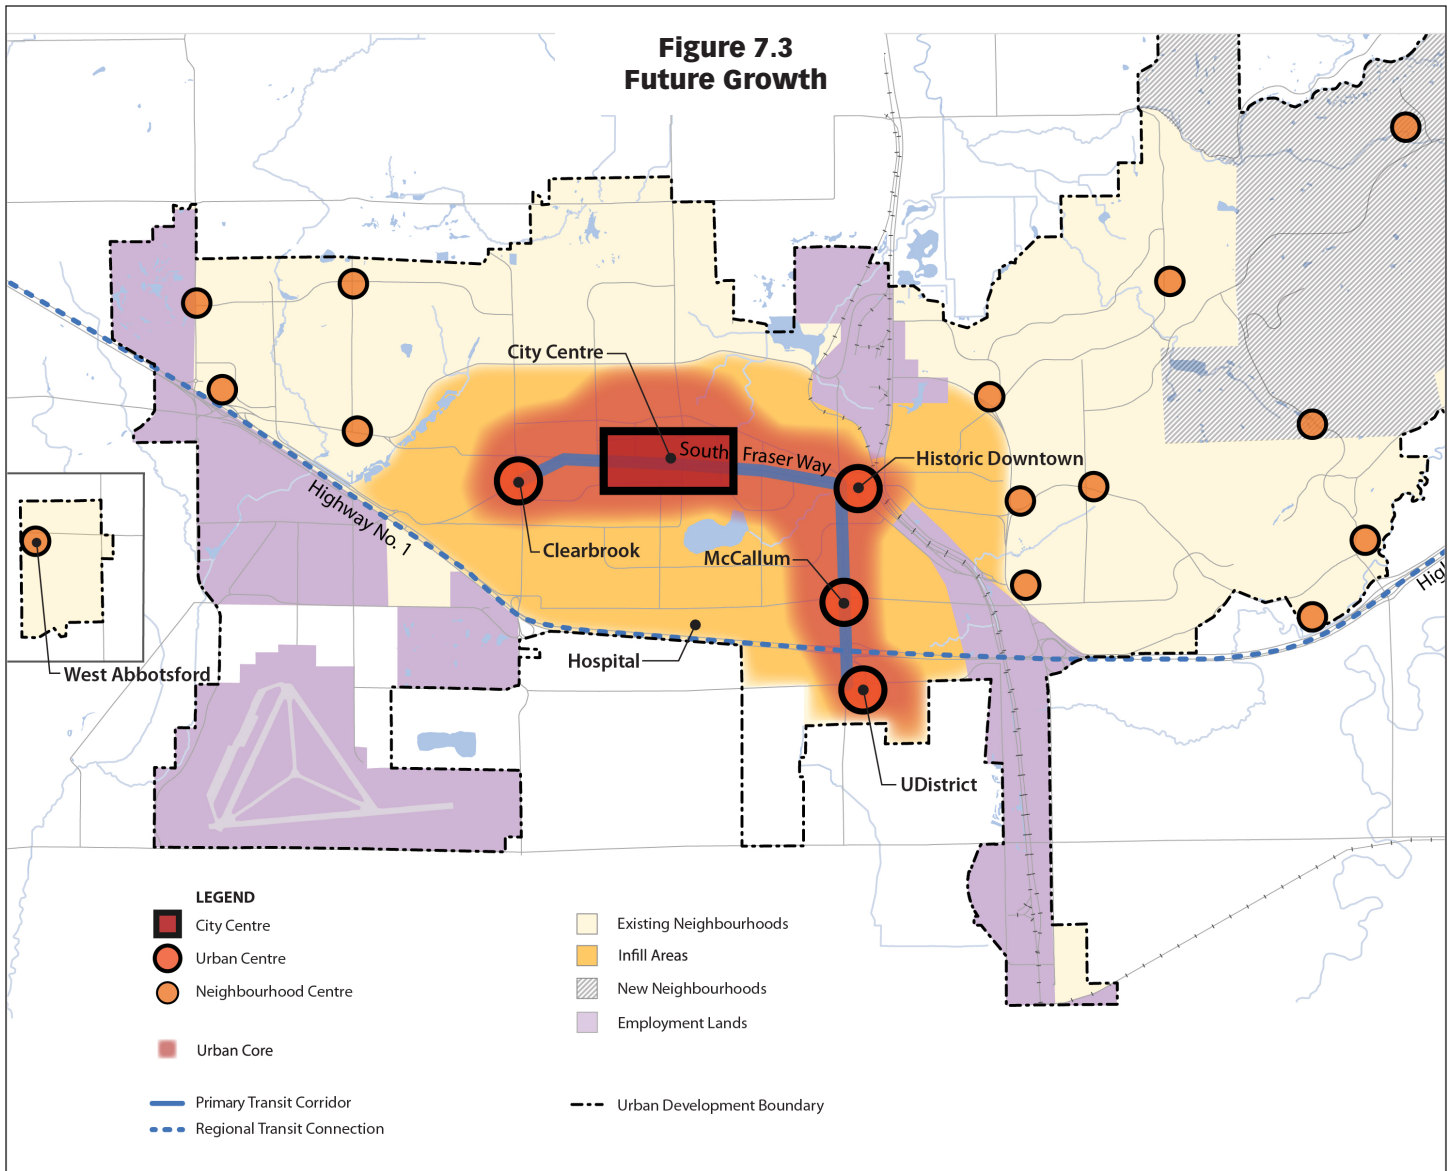 Figure 7.3
Future Growth
City Centre
South Fraser Way
Historic Downtown
Highway No. 1
Clearbrook
McCallum
Hospital
West Abbotsford
UDistrict
LEGEND
City Centre
Urban Centre
Neighbourhood Centre
Urban Core
Primary Transit Corridor
Regional Transit Connection
Existing Neighbourhoods
Infill Areas
New Neighbourhoods
Employment Lands
Urban Development Boundary